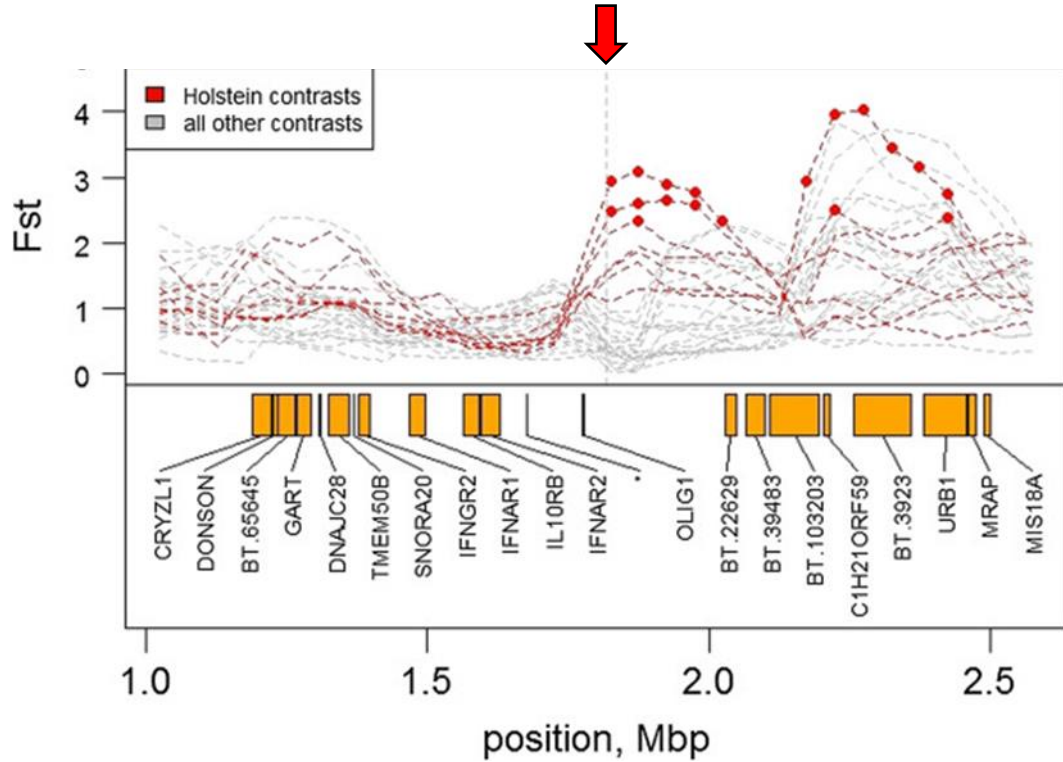 Holstein contrasts
all other contrasts
Fst
4
3
2
1
0
CRYZL1
DONSON
BT.65645
GART
DNAJC28
TMEM50B
SNORA20
IFNGR2
IFNAR1
IL10RB
IFNAR2
.
OLIG1
BT.22629
BT.39483
BT.103203
C1H21ORF59
BT.3923
URB1
MRAP
MIS18A
1.0
1.5
2.0
2.5
position, Mbp